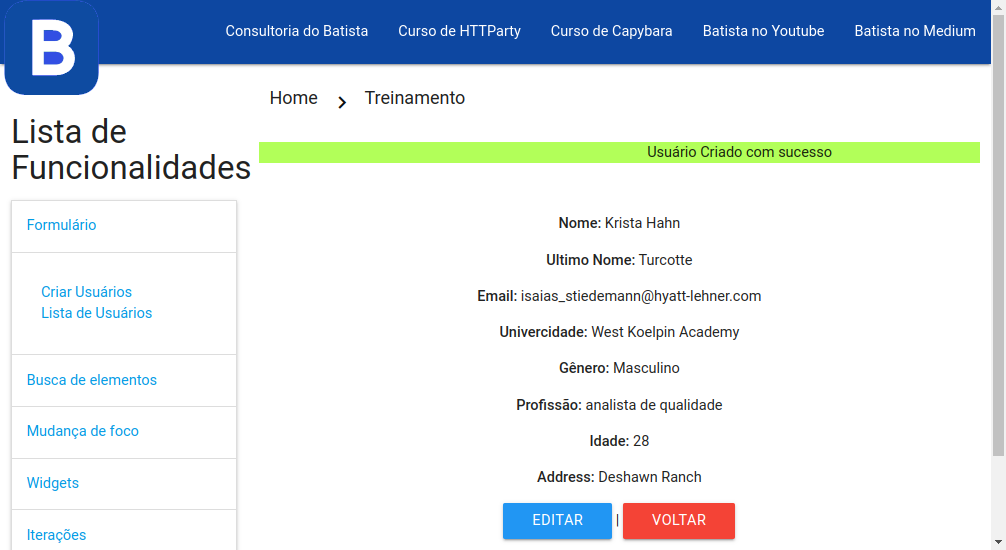 B
Consultoria do Batista Curso de HTTParty Curso de Capybara Batista no Youtube Batista no Medium
Home Treinamento
Lista de
Funcionalidades
Formulário
Criar Usuários
Lista de Usuários
Busca de elementos
Mudança de foco
Widgets
Iterações
Usuário Criado com sucesso
Nome: Krista Hahn
Ultimo Nome: Turcotte
Email: isaias_stiedemann@hyatt-lehner.com
Univercidade: West Koelpin Academy
Gênero: Masculino
Profissão: analista de qualidade
Idade: 28
Address: Deshawn Ranch
EDITAR | VOLTAR